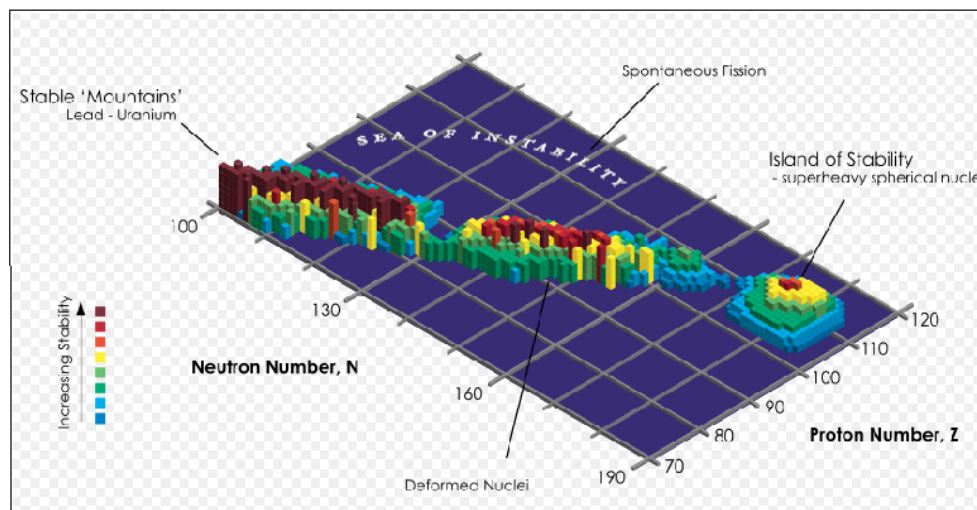 Spontaneous Fission
Stable 'Mountains'
Lead - Uranium
SEA OF INSTABILITY
Island of Stability
- superheavy spherical nucle
100
130
160
190
Neutron Number, N
120
110
100
90
80
70
Proton Number, Z
Increasing Stability
Deformed Nuclei